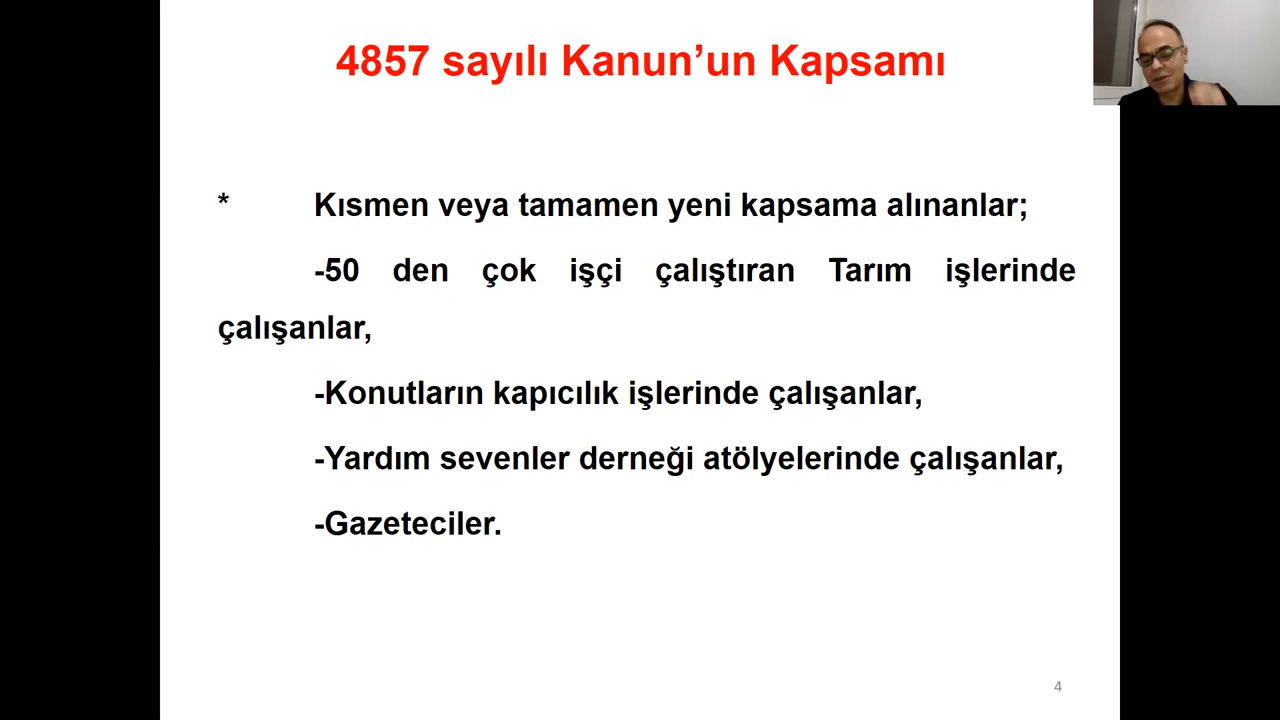 4857 sayılı Kanun’un Kapsamı
* Kısmen veya tamamen yeni kapsama alınanlar;
-50 den çok işçi çalıştıran Tarım işlerinde
çalışanlar,
-Konutların kapıcılık işlerinde çalışanlar,
-Yardım sevenler derneği atölyelerinde çalışanlar,
-Gazeteciler.
4